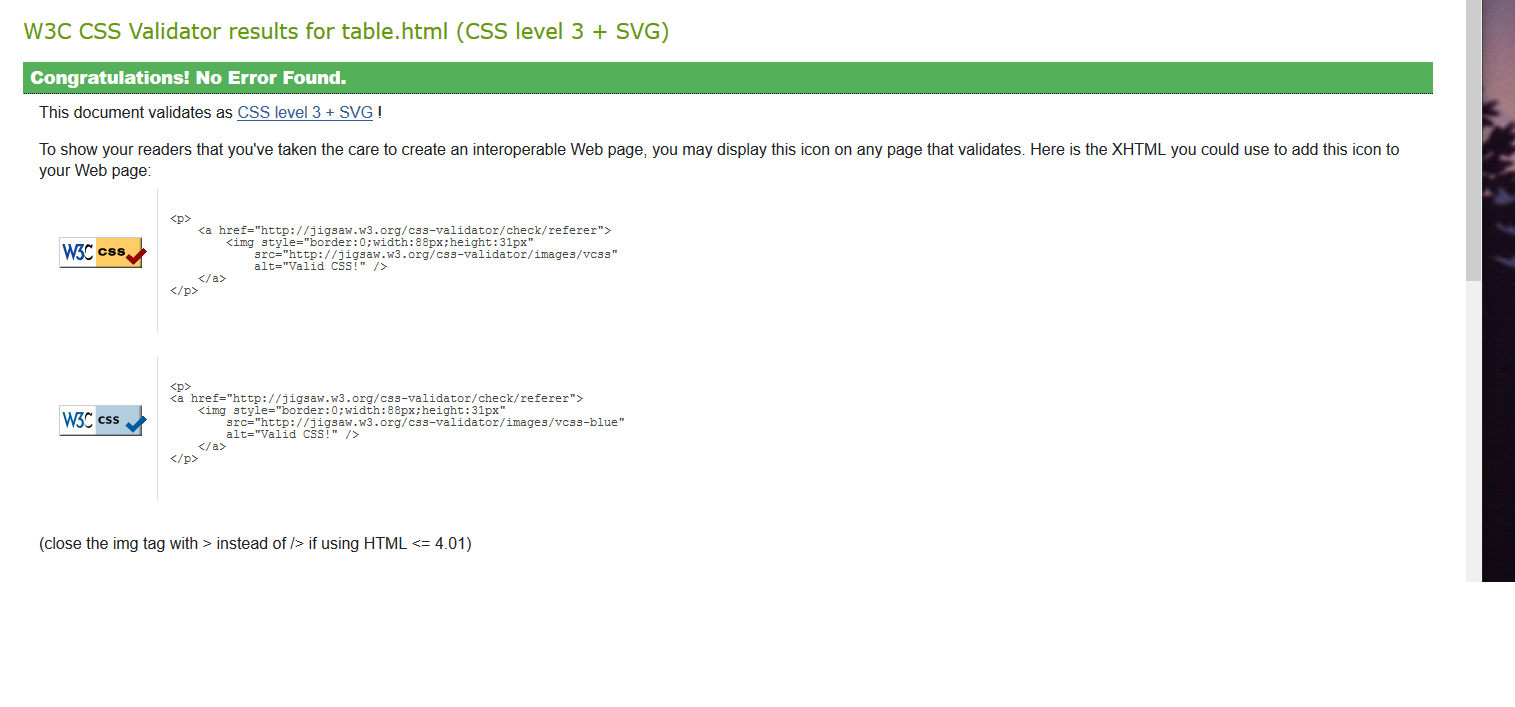 W3C CSS Validator results for table.html (CSS level 3 + SVG)
Congratulations! No Error Found.
This document validates as CSS level 3 + SVG !
To show your readers that you've taken the care to create an interoperable Web page, you may display this icon on any page that validates. Here is the XHTML you could use to add this icon to
your Web page:
W3C css
<p>
    <a href="http://jigsaw.w3.org/css-validator/check/referer">
        <img style="border:0;width:88px;height:31px"
            src="http://jigsaw.w3.org/css-validator/images/vcss"
            alt="Valid CSS!" />
    </a>
</p>
W3C css
<p>
<a href="http://jigsaw.w3.org/css-validator/check/referer">
    <img style="border:0;width:88px;height:31px"
        src="http://jigsaw.w3.org/css-validator/images/vcss-blue"
        alt="Valid CSS!" />
    </a>
</p>
(close the img tag with > instead of /> if using HTML <= 4.01)